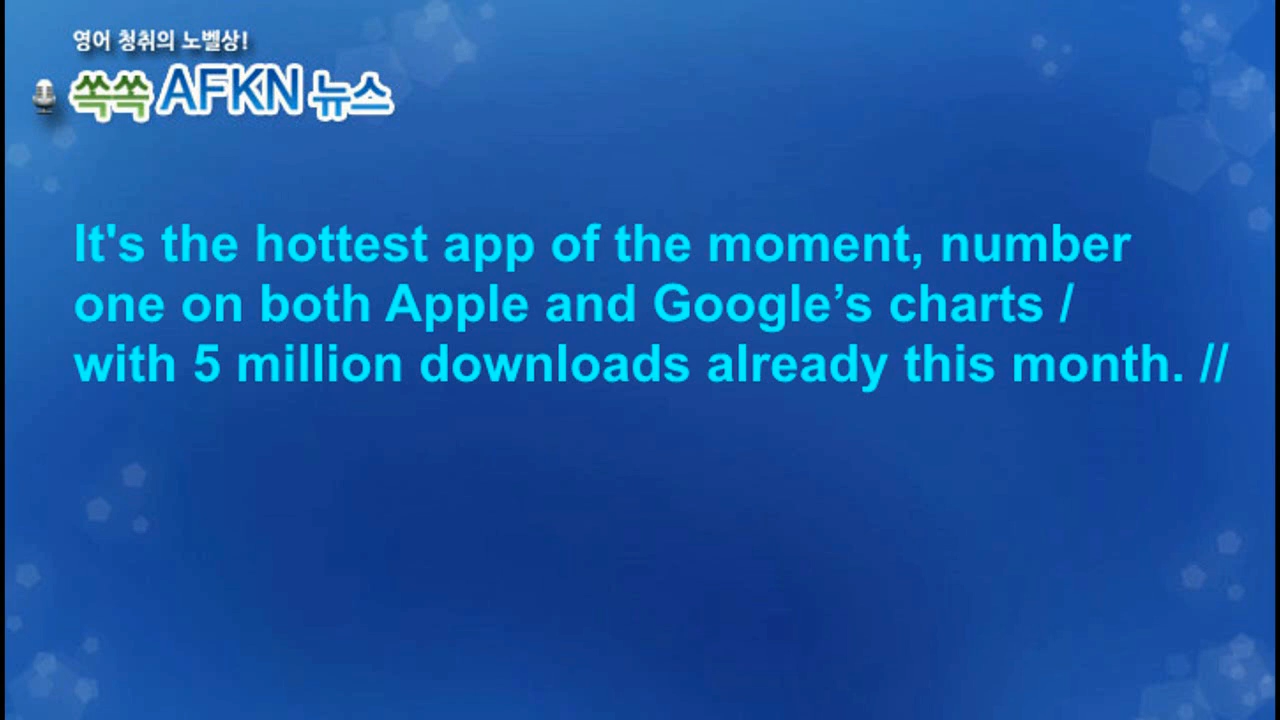 영어 청취의 노벨상!
쏙쏙 AFKN 뉴스
It's the hottest app of the moment, number
one on both Apple and Google’s charts /
with 5 million downloads already this month. //